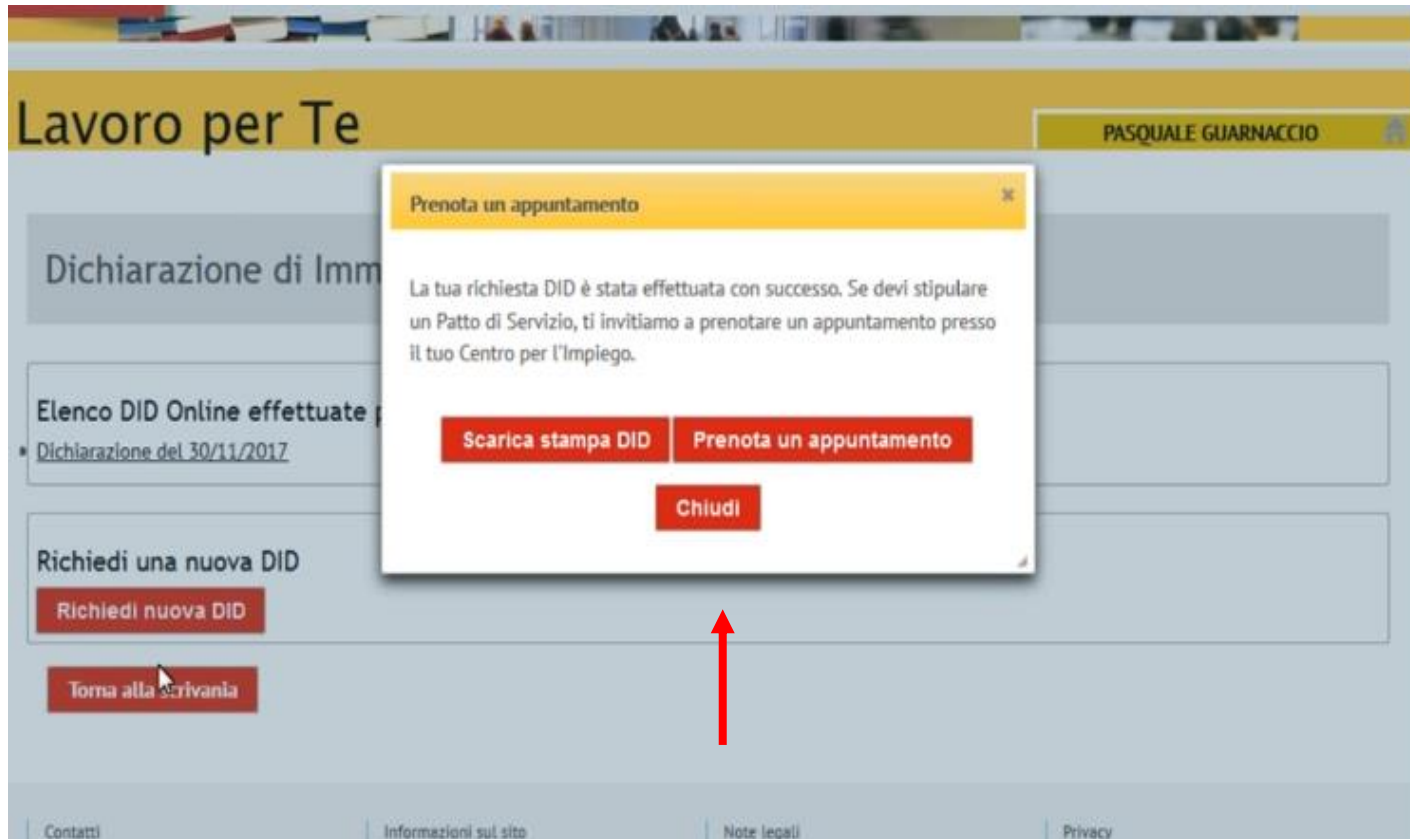 Lavoro per Te
PASQUALE GUARNACCIO
Prenota un appuntamento
Dichiarazione di Imm
La tua richiesta DID è stata effettuata con successo. Se devi stipulare
un Patto di Servizio, ti invitiamo a prenotare un appuntamento presso
il tuo Centro per l'Impiego.
Elenco DID Online effettuate p
Dichiarazione del 30/11/2017
Scarica stampa DID
Prenota un appuntamento
Chiudi
Richiedi una nuova DID
Richiedi nuova DID
Torna alla scrivania
Contatti
Informazioni sul sito
Note legali
Privacy